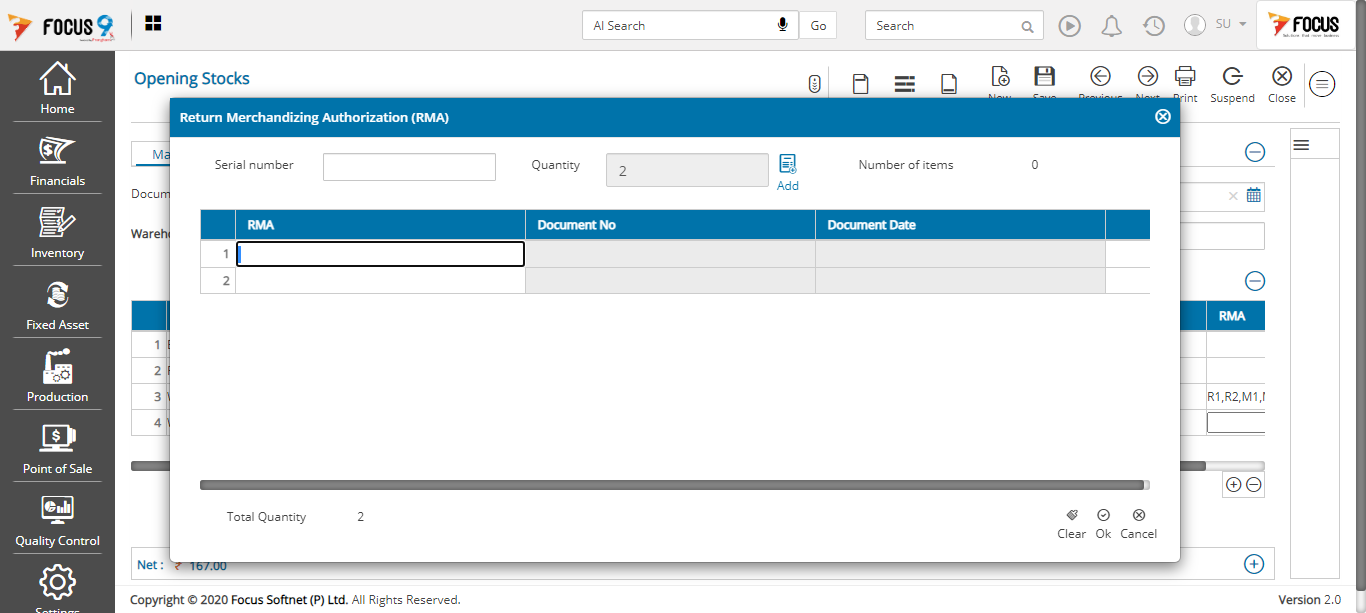 FOCUS 9
AI Search
Go
Search
SU
FOCUS
Home
Financials
Inventory
Fixed Asset
Production
Point of Sale
Quality Control
Settings
Opening Stocks
New
Save
Previous
Next
Print
Suspend
Close
Return Merchandizing Authorization (RMA)
Serial number
Quantity
2
Add
Number of items
0
Ma
Docum
Wareho
RMA
Document No
Document Date
1
2
RMA
1
2
3
4
R1,R2,M1,
Total Quantity
2
Clear
Ok
Cancel
Net : ₹ 167.00
Copyright © 2020 Focus Softnet (P) Ltd. All Rights Reserved.
Version 2.0